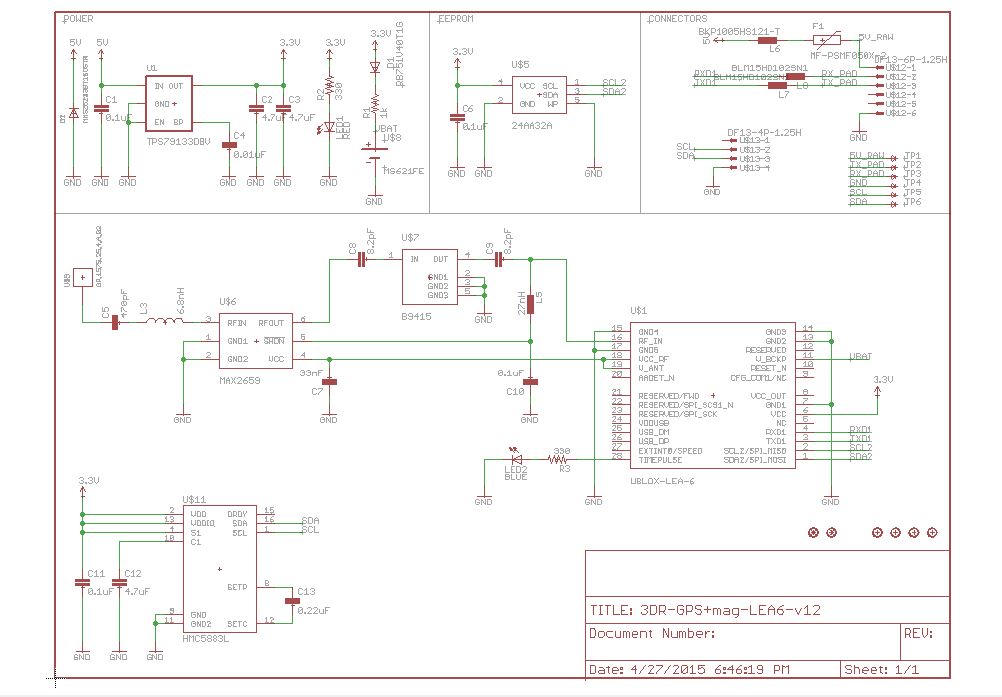 POWER
5V
5V
3.3V
3.3V
3.3V
U1
IN OUT
GND
EN BP
TPS79133DBV
C1
0.1uF
C2
4.7uF
C3
4.7uF
C4
0.01uF
R2
330
LED1
RED
D1
RB751V40T1G
R1
1k
VBAT
U$8
MS621FE
GND
GND
GND
GND
GND
GND
GND
GND
EEPROM
3.3V
U$5
VCC SCL
SDA
GND WP
4
2
1
3
5
SCL2
SDA2
24AA32A
C6
0.1uF
GND
GND
GND
CONNECTORS
BKP1005HS121-T
5V
L6
F1
MF-PSMF050X-2
5V_RAW
DF13-6P-1.25H
U$12-1
U$12-2
U$12-3
U$12-4
U$12-5
U$12-6
BLM15HD102SN1
BLM15HD102SN1
RXD1
TXD1
RX_PAD
TX_PAD
L8
L7
GND
DF13-4P-1.25H
U$13-1
U$13-2
U$13-3
U$13-4
SCL
SDA
GND
5V_RAW TP1
TX_PAD TP2
RX_PAD TP3
GND TP4
SCL TP5
SDA TP6
C5
470pF
L3
6.8nH
U$6
RFIN RFOUT
GND1 SHDN
GND2 VCC
3
1
2
6
5
4
MAX2659
GND
C8
8.2pF
U$7
IN OUT
GND1
GND2
GND3
1
4
2
3
5
B9415
C9
8.2pF
GND
27nH
L5
33nF
C7
GND
0.1uF
C10
GND
U$1
15 GND4
16 RF_IN
17 GND5
18 VCC_RF
19 V_ANT
20 AADET_N
21 RESERVED/FWD
22 RESERVED/SPI_SCS1_N
23 RESERVED/SPI_SCK
24 VDDUSB
25 USB_DM
26 USB_DP
27 EXTINT0/SPEED
28 TIMEPULSE
GND3 14
GND2 13
RESERVED 12
V_BCKP 11
RESET_N 10
CFG_COM1/NC 9
VCC_OUT 8
GND1 7
VCC 6
NC 5
RXD1 4
TXD1 3
SCL2/SPI_MISO 2
SDA2/SPI_MOSI 1
VBAT
3.3V
RXD1
TXD1
SCL2
SDA2
UBLOX-LEA-6
LED2
BLUE
330
R3
GND
GND
GND
3.3V
U$11
2 VDD
13 VDDIO
4 S1
10 C1
DRDY 15
SDA 16
SCL 1
SDA
SCL
SETP 8
SETC 12
9 GND
11 GND2
HMC5883L
C11
0.1uF
C12
4.7uF
C13
0.22uF
GND
GND
GND
TITLE: 3DR-GPS+mag-LEA6-v12
Document Number:
REV:
Date: 4/27/2015 6:46:19 PM
Sheet: 1/1